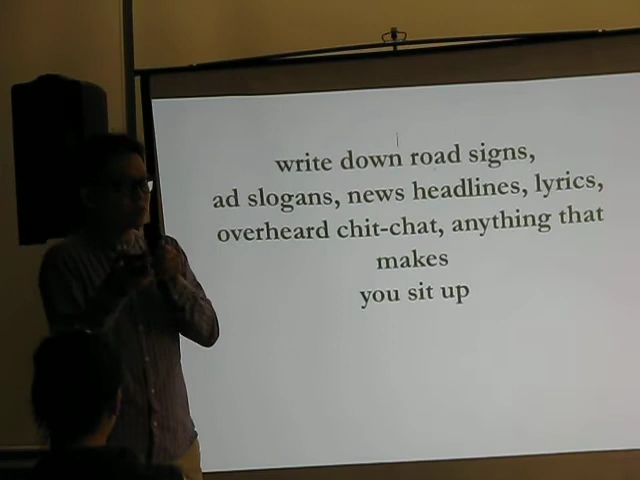 write down road signs,
ad slogans, news headlines, lyrics,
overheard chit-chat, anything that
makes
you sit up